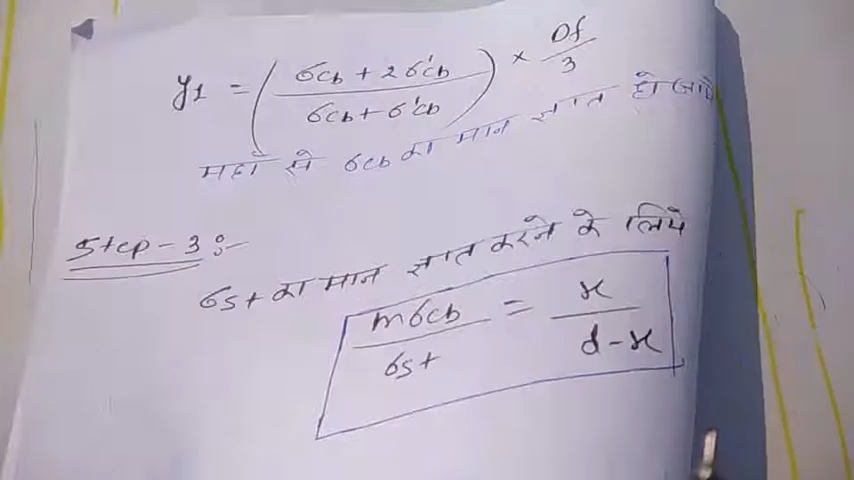 y1 = (σcb + 2σ'cb / σcb + σ'cb) × Df / 3
यहाँ से σcb का मान ज्ञात हो जाये
Step - 3 :-
σst का मान ज्ञात करने के लिये
mσcb / σst = x / d - x